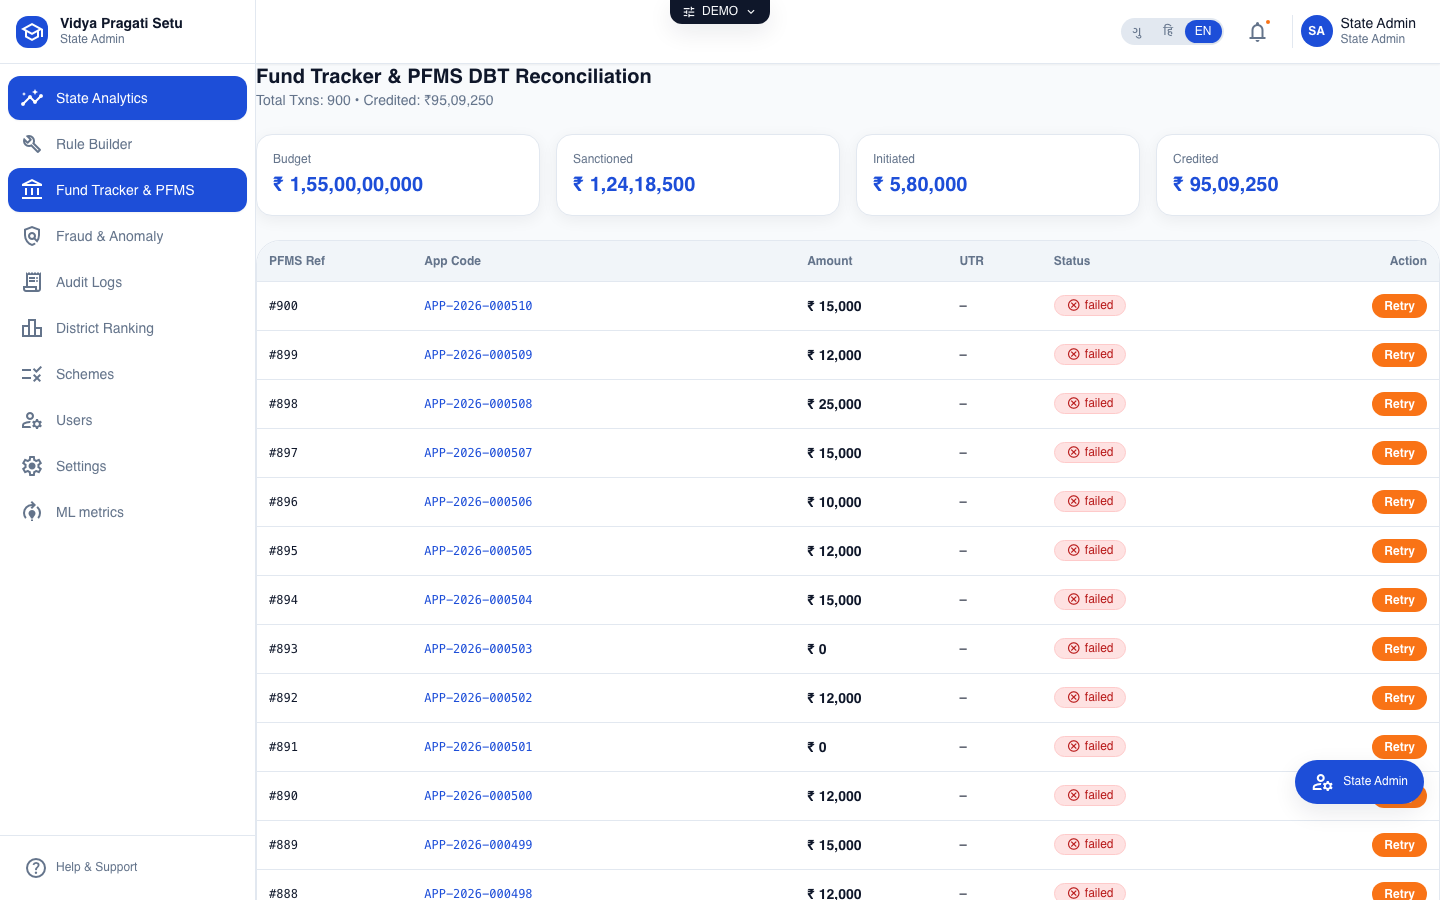 Vidya Pragati Setu
State Admin
DEMO
ગુ
हि
EN
SA
State Admin
State Admin
State Analytics
Rule Builder
Fund Tracker & PFMS
Fraud & Anomaly
Audit Logs
District Ranking
Schemes
Users
Settings
ML metrics
Help & Support
Fund Tracker & PFMS DBT Reconciliation
Total Txns: 900 • Credited: ₹95,09,250
Budget
₹ 1,55,00,00,000
Sanctioned
₹ 1,24,18,500
Initiated
₹ 5,80,000
Credited
₹ 95,09,250
PFMS Ref App Code Amount UTR Status Action
#900 APP-2026-000510 ₹ 15,000 — failed Retry
#899 APP-2026-000509 ₹ 12,000 — failed Retry
#898 APP-2026-000508 ₹ 25,000 — failed Retry
#897 APP-2026-000507 ₹ 15,000 — failed Retry
#896 APP-2026-000506 ₹ 10,000 — failed Retry
#895 APP-2026-000505 ₹ 12,000 — failed Retry
#894 APP-2026-000504 ₹ 15,000 — failed Retry
#893 APP-2026-000503 ₹ 0 — failed Retry
#892 APP-2026-000502 ₹ 12,000 — failed Retry
#891 APP-2026-000501 ₹ 0 — failed Retry
#890 APP-2026-000500 ₹ 12,000 — failed
State Admin
#889 APP-2026-000499 ₹ 15,000 — failed Retry
#888 APP-2026-000498 ₹ 12,000 — failed Retry